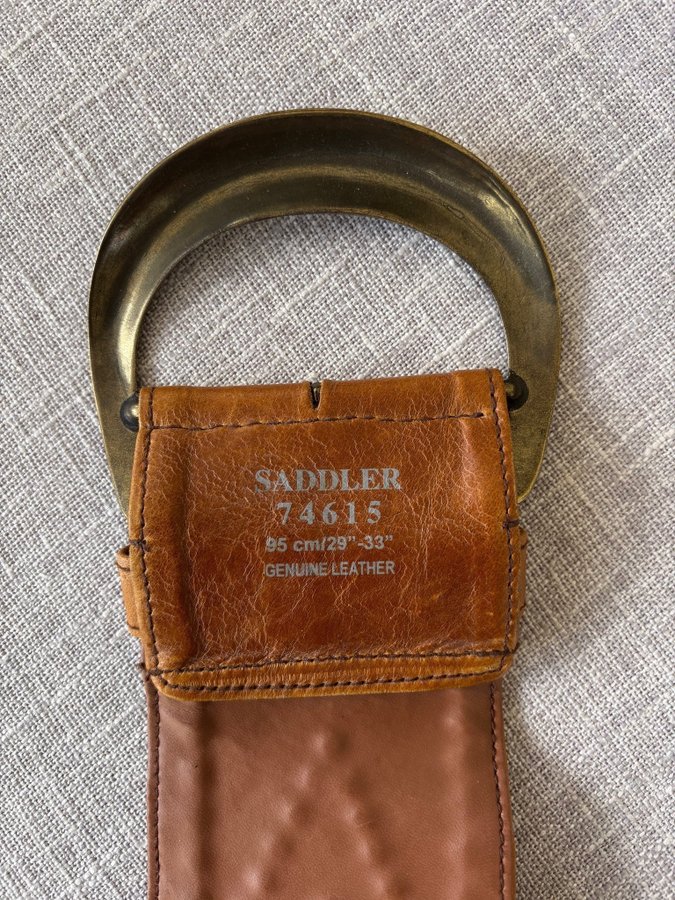 SADDLER
74615
95 cm/29”-33”
GENUINE LEATHER